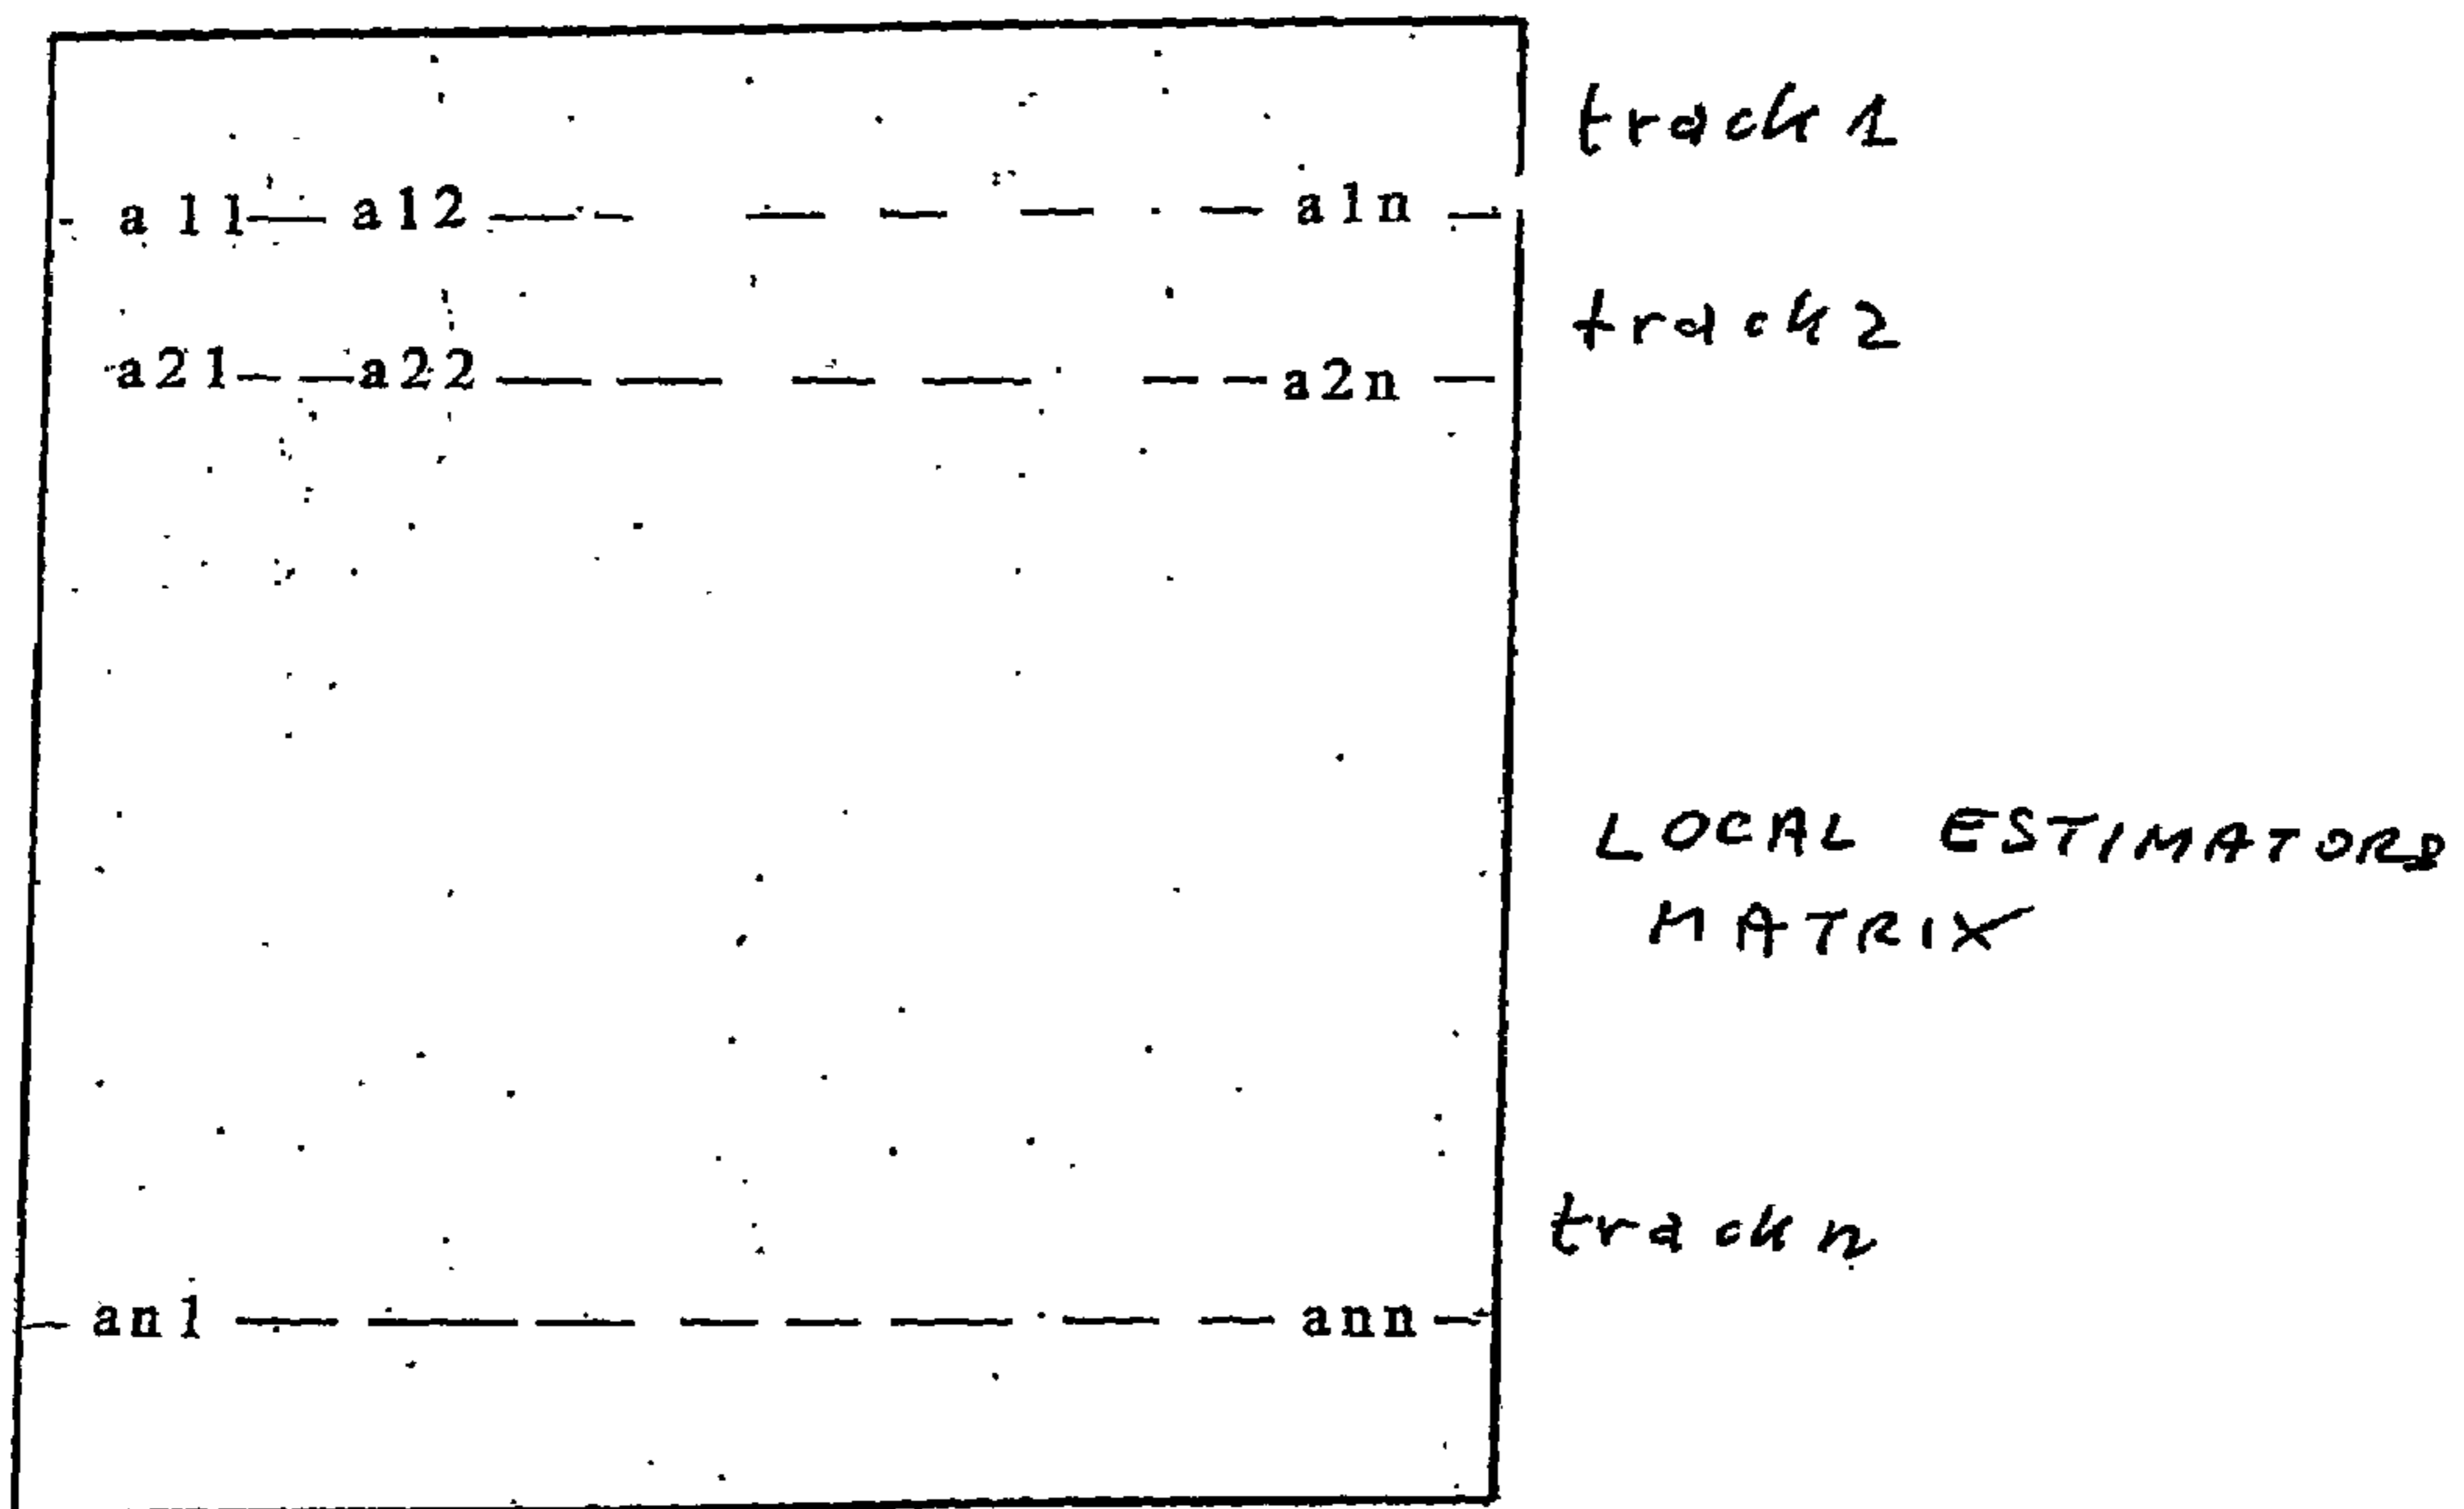 track 1
a11 — a12 — - — — — - — a1n —
track 2
a21 - — a22 — — — — — — a2n —
LOCAL ESTIMATORS
MATRIX
track n
— an1 — — — — — — — — ann —